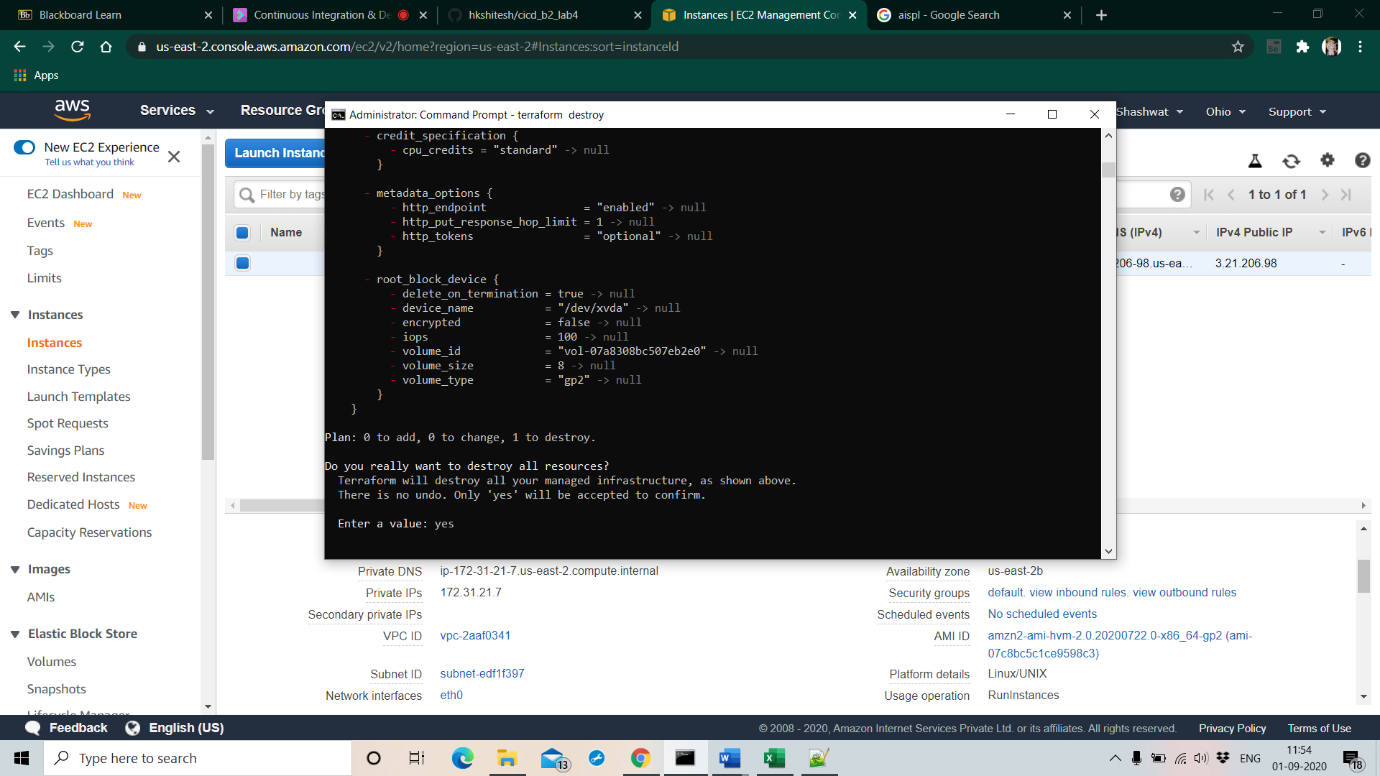 Blackboard Learn
Continuous Integration & De
hkshitesh/cicd_b2_lab4
Instances | EC2 Management Con
aispl - Google Search
us-east-2.console.aws.amazon.com/ec2/v2/home?region=us-east-2#Instances:sort=instanceId
Apps
aws
Services
Resource Gr
Shashwat
Ohio
Support
Administrator: Command Prompt - terraform destroy
- credit_specification {
- cpu_credits = "standard" -> null
}
- metadata_options {
- http_endpoint = "enabled" -> null
- http_put_response_hop_limit = 1 -> null
- http_tokens = "optional" -> null
}
- root_block_device {
- delete_on_termination = true -> null
- device_name = "/dev/xvda" -> null
- encrypted = false -> null
- iops = 100 -> null
- volume_id = "vol-07a8308bc507eb2e0" -> null
- volume_size = 8 -> null
- volume_type = "gp2" -> null
}
}
Plan: 0 to add, 0 to change, 1 to destroy.
Do you really want to destroy all resources?
Terraform will destroy all your managed infrastructure, as shown above.
There is no undo. Only 'yes' will be accepted to confirm.
Enter a value: yes
New EC2 Experience
Tell us what you think
EC2 Dashboard New
Events New
Tags
Limits
Instances
Instances
Instance Types
Launch Templates
Spot Requests
Savings Plans
Reserved Instances
Dedicated Hosts New
Capacity Reservations
Images
AMIs
Elastic Block Store
Volumes
Snapshots
Lifecycle Manager
Launch Instanc
Filter by tags
1 to 1 of 1
Name
S (IPv4)
IPv4 Public IP
IPv6 I
206-98.us-ea...
3.21.206.98
-
Private DNS ip-172-31-21-7.us-east-2.compute.internal
Private IPs 172.31.21.7
Secondary private IPs
VPC ID vpc-2aaf0341
Subnet ID subnet-edf1f397
Network interfaces eth0
Availability zone us-east-2b
Security groups default. view inbound rules. view outbound rules
Scheduled events No scheduled events
AMI ID amzn2-ami-hvm-2.0.20200722.0-x86_64-gp2 (ami-
07c8bc5c1ce9598c3)
Platform details Linux/UNIX
Usage operation RunInstances
Feedback
English (US)
© 2008 - 2020, Amazon Internet Services Private Ltd. or its affiliates. All rights reserved.
Privacy Policy
Terms of Use
Type here to search
13
ENG
11:54
01-09-2020
18